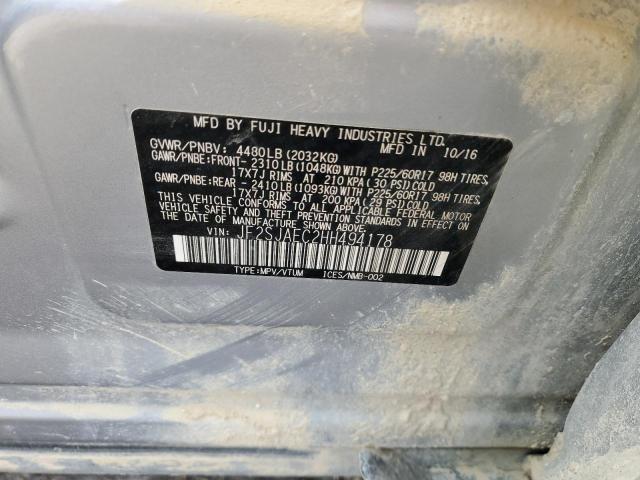 MFD BY FUJI HEAVY INDUSTRIES LTD.
MFD IN 10/16
GVWR/PNBV: 4480LB(2032KG)
GAWR/PNBE:FRONT- 2310LB(1048KG)WITH P225/60R17 98H TIRES,
17X7J RIMS AT 210 KPA(30 PSI)COLD
GAWR/PNBE:REAR -2410LB(1093KG)WITH P225/60R17 98H TIRES,
17X7J RIMS AT 200 KPA(29 PSI)COLD
THIS VEHICLE CONFORMS TO ALL APPLICABLE FEDERAL MOTOR
VEHICLE SAFETY STANDARDS IN EFFECT ON
THE DATE OF MANUFACTURE SHOWN ABOVE.
VIN: JF2SJAEC2HH494178
TYPE:MPV/VTUM ICES/NMB-002